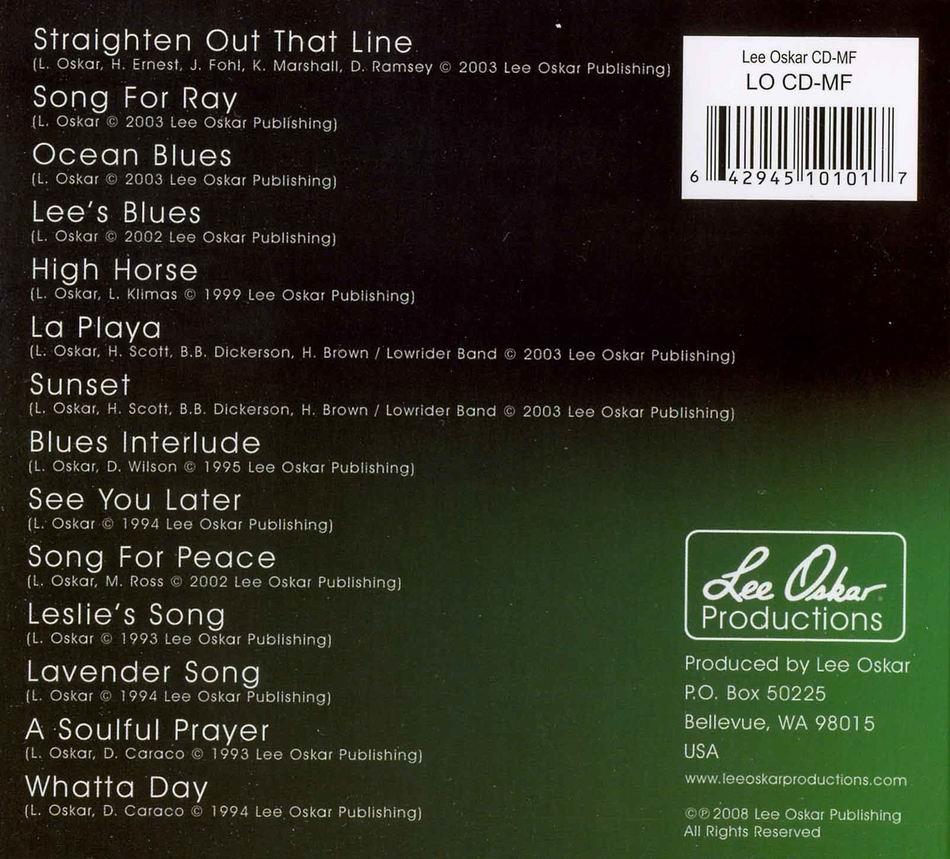 Straighten Out That Line
(L. Oskar, H. Ernest, J. Fohl, K. Marshall, D. Ramsey © 2003 Lee Oskar Publishing)
Song For Ray
(L. Oskar © 2003 Lee Oskar Publishing)
Ocean Blues
(L. Oskar © 2003 Lee Oskar Publishing)
Lee's Blues
(L. Oskar © 2002 Lee Oskar Publishing)
High Horse
(L. Oskar, L. Klimas © 1999 Lee Oskar Publishing)
La Playa
(L. Oskar, H. Scott, B.B. Dickerson, H. Brown / Lowrider Band © 2003 Lee Oskar Publishing)
Sunset
(L. Oskar, H. Scott, B.B. Dickerson, H. Brown / Lowrider Band © 2003 Lee Oskar Publishing)
Blues Interlude
(L. Oskar, D. Wilson © 1995 Lee Oskar Publishing)
See You Later
(L. Oskar © 1994 Lee Oskar Publishing)
Song For Peace
(L. Oskar, M. Ross © 2002 Lee Oskar Publishing)
Leslie's Song
(L. Oskar © 1993 Lee Oskar Publishing)
Lavender Song
(L. Oskar © 1994 Lee Oskar Publishing)
A Soulful Prayer
(L. Oskar, D. Caraco © 1993 Lee Oskar Publishing)
Whatta Day
(L. Oskar, D. Caraco © 1994 Lee Oskar Publishing)
Lee Oskar CD-MF
LO CD-MF
6 42945 10101 7
Lee Oskar
Productions
Produced by Lee Oskar
P.O. Box 50225
Bellevue, WA 98015
USA
www.leeoskarproductions.com
©℗ 2008 Lee Oskar Publishing
All Rights Reserved